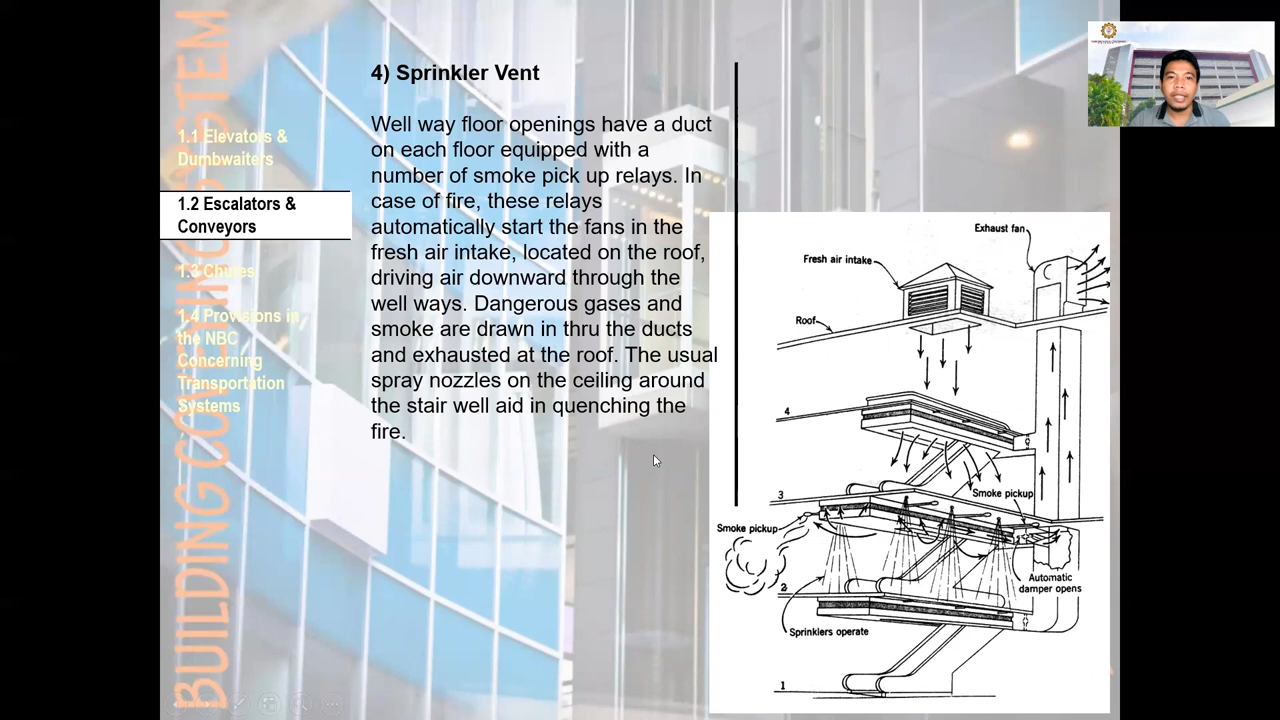 BUILDING CONVEYING SYSTEM
1.1 Elevators &
Dumbwaiters
1.2 Escalators &
Conveyors
1.3 Chutes
1.4 Provisions in
the NBC
Concerning
Transportation
Systems
4) Sprinkler Vent
Well way floor openings have a duct
on each floor equipped with a
number of smoke pick up relays. In
case of fire, these relays
automatically start the fans in the
fresh air intake, located on the roof,
driving air downward through the
well ways. Dangerous gases and
smoke are drawn in thru the ducts
and exhausted at the roof. The usual
spray nozzles on the ceiling around
the stair well aid in quenching the
fire.
Exhaust fan
Fresh air intake
Roof
4
3
Smoke pickup
Smoke pickup
2
Automatic
damper opens
Sprinklers operate
1